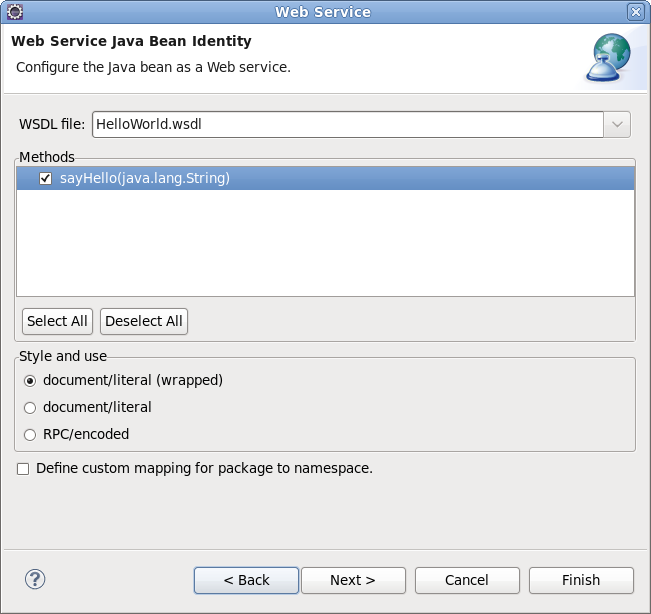 Web Service
Web Service Java Bean Identity
Configure the Java bean as a Web service.
WSDL file: HelloWorld.wsdl
Methods
sayHello(java.lang.String)
Select All Deselect All
Style and use
document/literal (wrapped)
document/literal
RPC/encoded
Define custom mapping for package to namespace.
? < Back Next > Cancel Finish